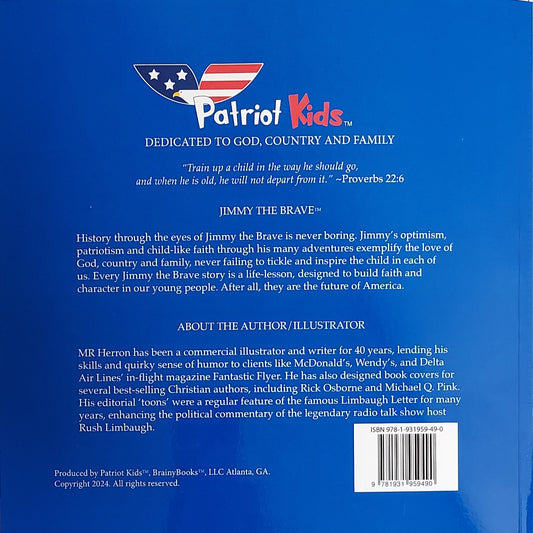 Patriot Kids™
DEDICATED TO GOD, COUNTRY AND FAMILY
“Train up a child in the way he should go,
and when he is old, he will not depart from it.” ~Proverbs 22:6
JIMMY THE BRAVE™
History through the eyes of Jimmy the Brave is never boring. Jimmy’s optimism,
patriotism and child-like faith through his many adventures exemplify the love of
God, country and family, never failing to tickle and inspire the child in each of
us. Every Jimmy the Brave story is a life-lesson, designed to build faith and
character in our young people. After all, they are the future of America.
ABOUT THE AUTHOR/ILLUSTRATOR
MR Herron has been a commercial illustrator and writer for 40 years, lending his
skills and quirky sense of humor to clients like McDonald’s, Wendy’s, and Delta
Air Lines’ in-flight magazine Fantastic Flyer. He has also designed book covers for
several best-selling Christian authors, including Rick Osborne and Michael Q. Pink.
His editorial ‘toons’ were a regular feature of the famous Limbaugh Letter for many
years, enhancing the political commentary of the legendary radio talk show host
Rush Limbaugh.
ISBN 978-1-931959-49-0
9 781931 959490
Produced by Patriot Kids™, BrainyBooks™, LLC Atlanta, GA.
Copyright 2024. All rights reserved.